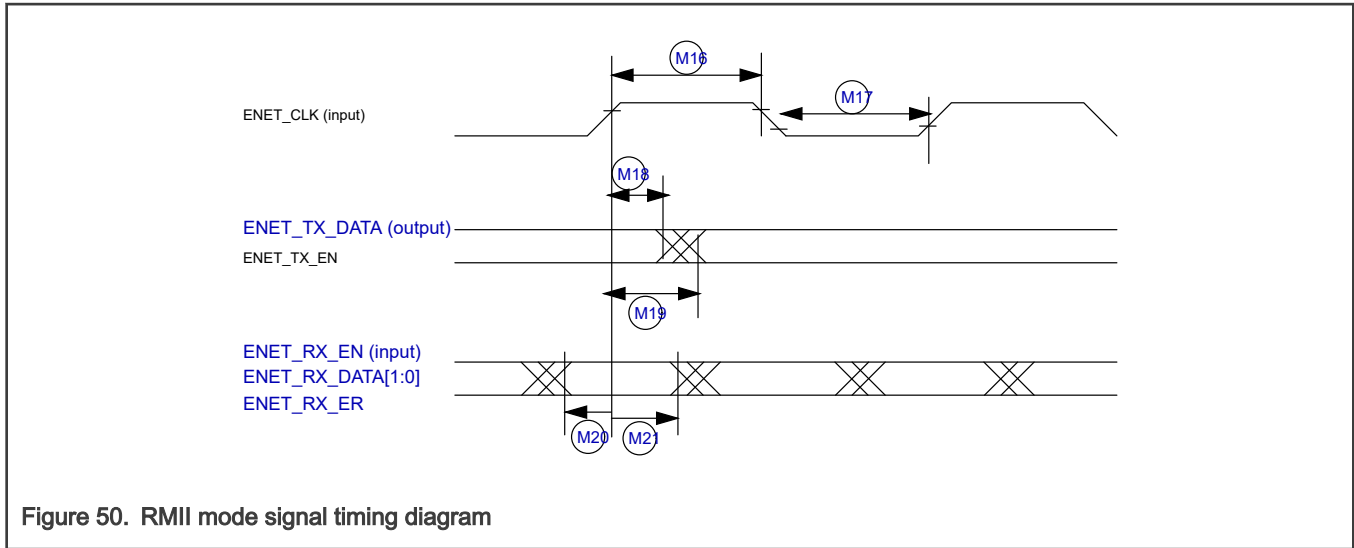 M16
ENET_CLK (input)
M17
M18
ENET_TX_DATA (output)
ENET_TX_EN
M19
ENET_RX_EN (input)
ENET_RX_DATA[1:0]
ENET_RX_ER
M20
M21
Figure 50. RMII mode signal timing diagram